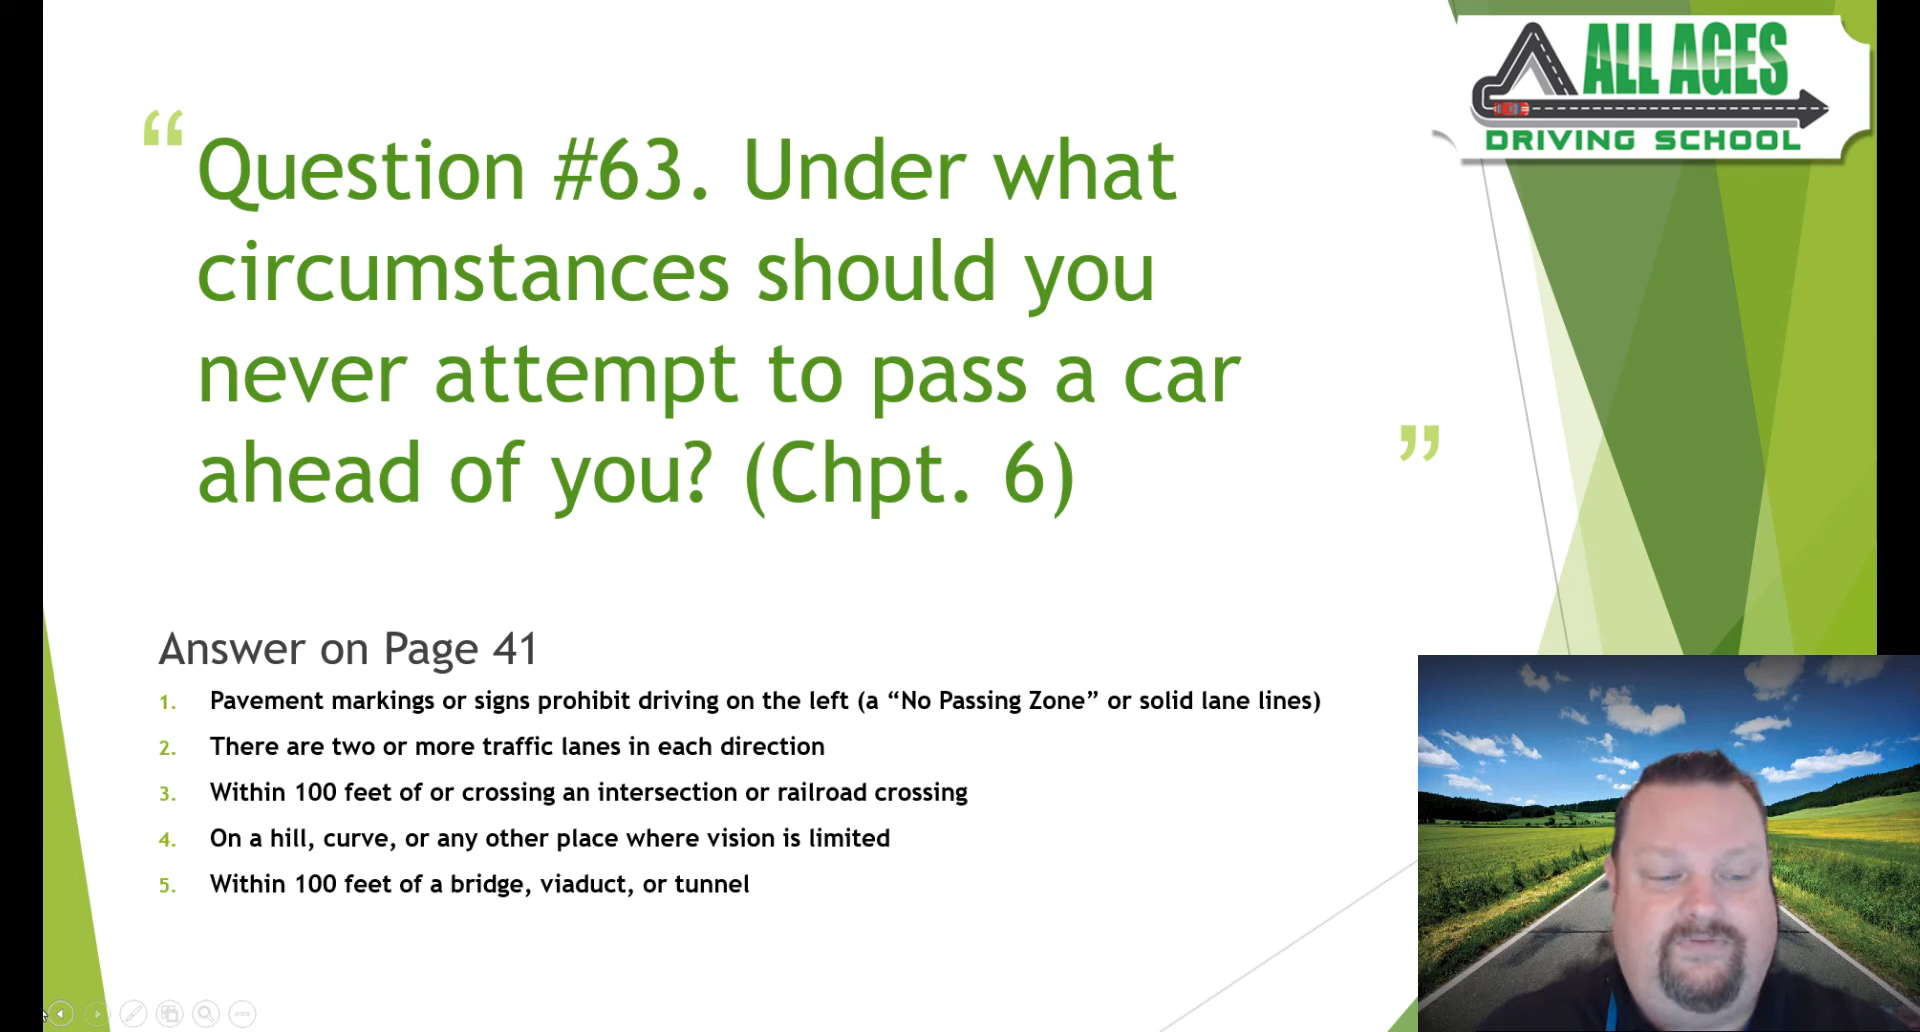 ALL AGES
DRIVING SCHOOL
“
Question #63. Under what
circumstances should you
never attempt to pass a car
ahead of you? (Chpt. 6)
”
Answer on Page 41
1. Pavement markings or signs prohibit driving on the left (a “No Passing Zone” or solid lane lines)
2. There are two or more traffic lanes in each direction
3. Within 100 feet of or crossing an intersection or railroad crossing
4. On a hill, curve, or any other place where vision is limited
5. Within 100 feet of a bridge, viaduct, or tunnel